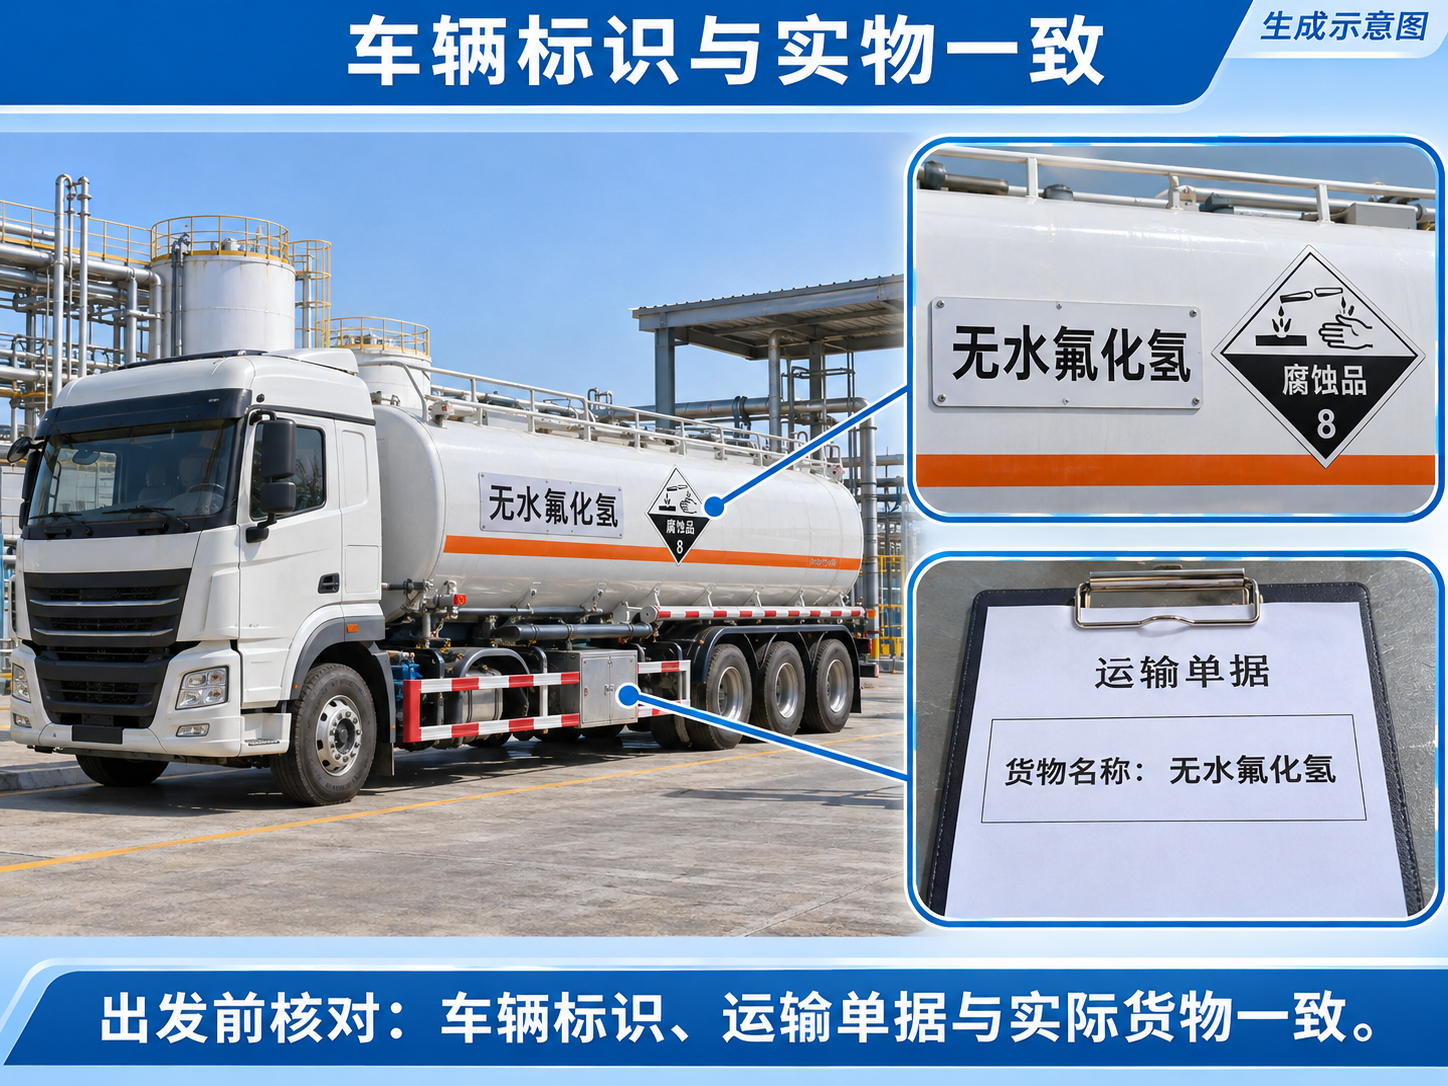 车辆标识与实物一致
生成示意图
无水氟化氢
腐蚀品
8
无水氟化氢
腐蚀品
8
运输单据
货物名称：无水氟化氢
出发前核对：车辆标识、运输单据与实际货物一致。